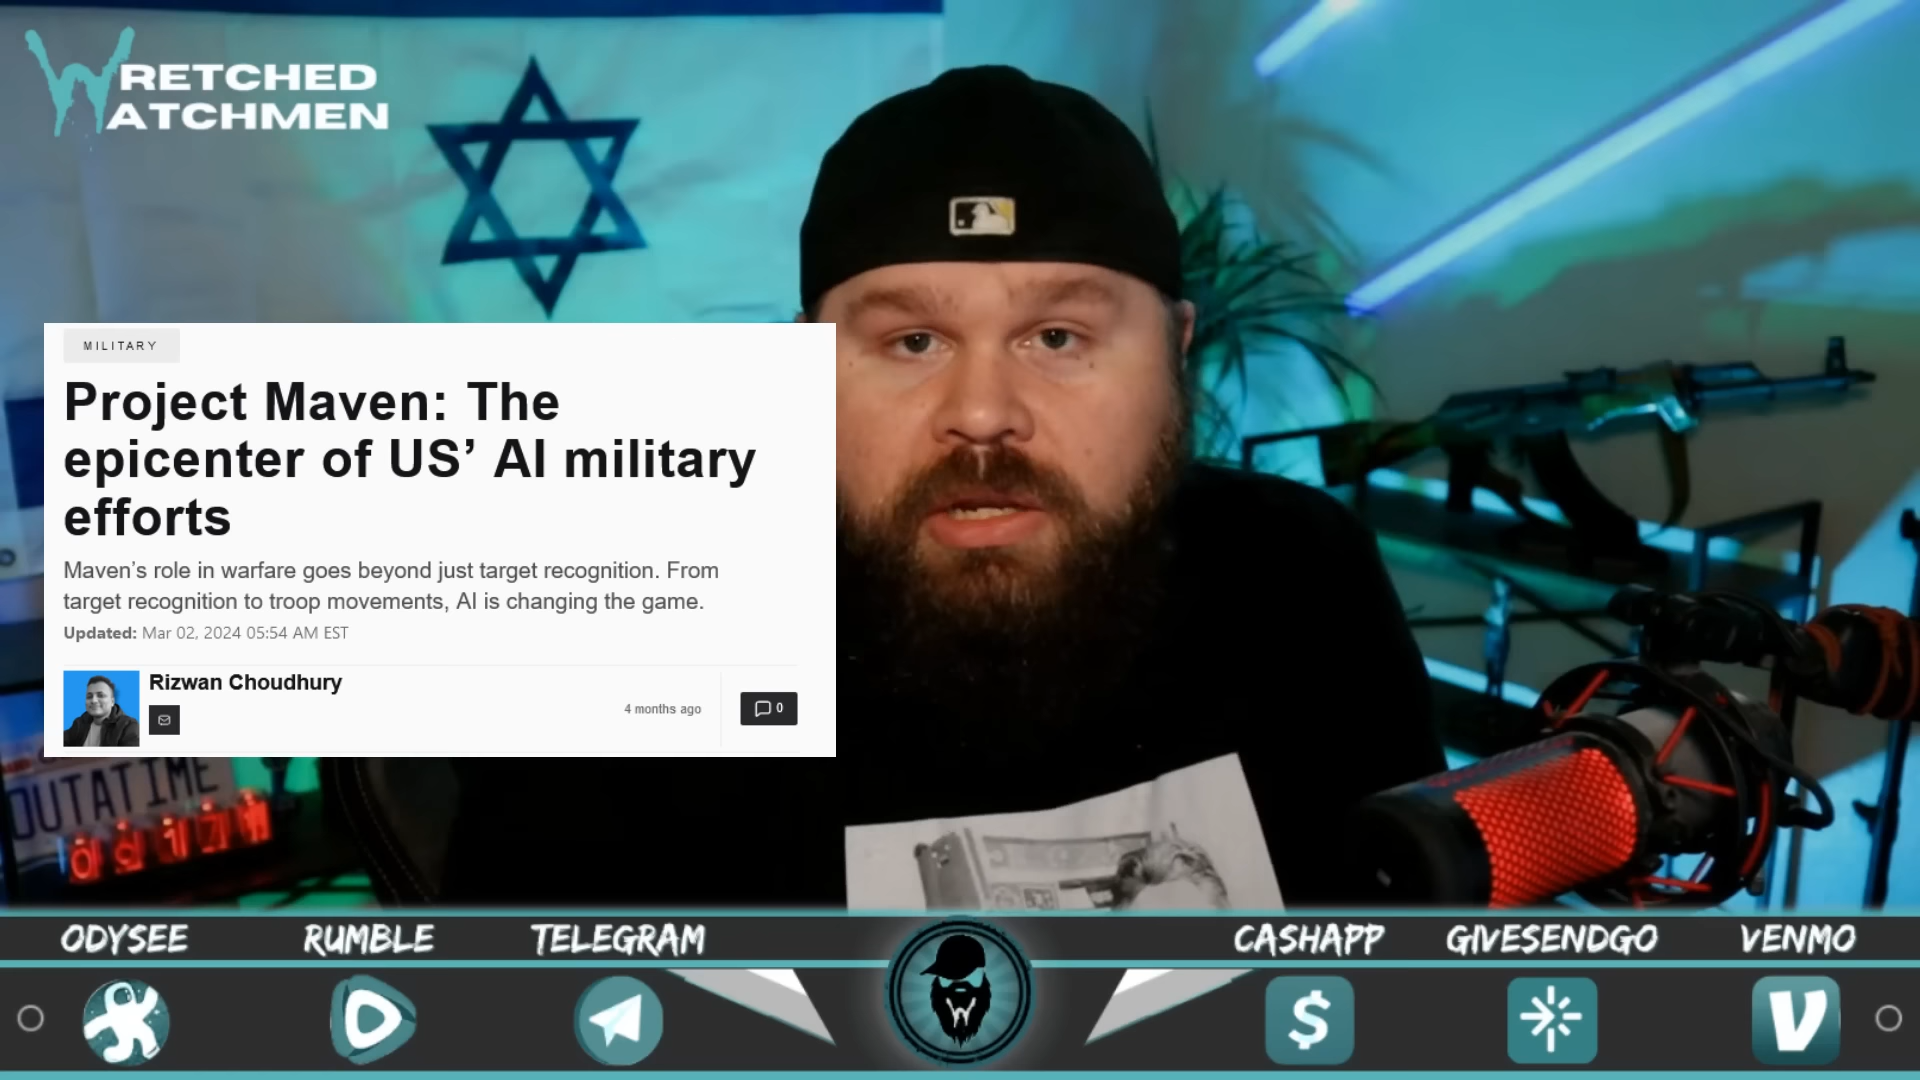 WRETCHED
WATCHMEN
MILITARY
Project Maven: The
epicenter of US’ AI military
efforts
Maven’s role in warfare goes beyond just target recognition. From
target recognition to troop movements, AI is changing the game.
Updated: Mar 02, 2024 05:54 AM EST
Rizwan Choudhury
4 months ago
0
OUTATIME
ODYSEE RUMBLE TELEGRAM CASHAPP GIVESENDGO VENMO